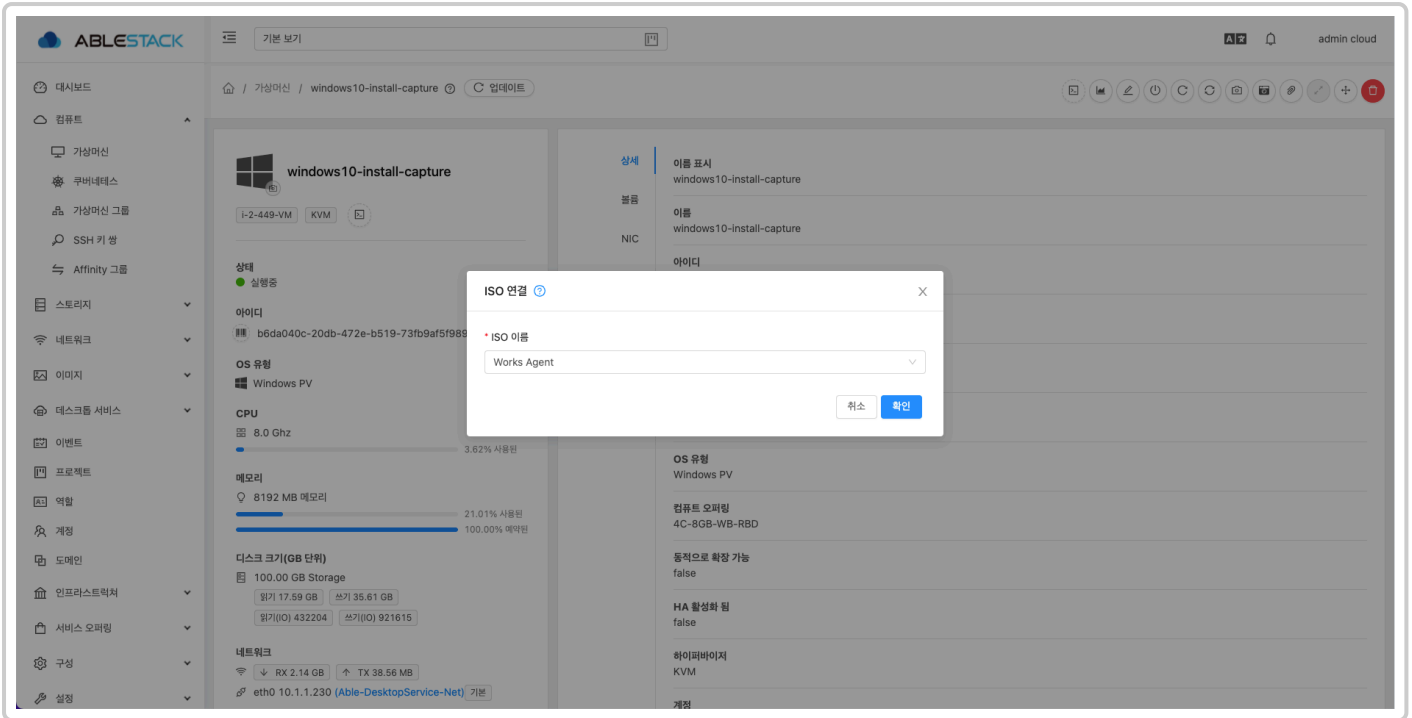 ABLESTACK
기본 보기
admin cloud
대시보드
컴퓨트
가상머신
쿠버네테스
가상머신 그룹
SSH 키 쌍
Affinity 그룹
스토리지
네트워크
이미지
데스크톱 서비스
이벤트
프로젝트
역할
계정
도메인
인프라스트럭쳐
서비스 오퍼링
구성
설정
/ 가상머신 / windows10-install-capture 업데이트
windows10-install-capture
i-2-449-VM KVM
상태
실행중
아이디
b6da040c-20db-472e-b519-73fb9af5f989
OS 유형
Windows PV
CPU
8.0 Ghz
3.62% 사용된
메모리
8192 MB 메모리
21.01% 사용된
100.00% 예약된
디스크 크기(GB 단위)
100.00 GB Storage
읽기 17.59 GB 쓰기 35.61 GB
읽기(IO) 432204 쓰기(IO) 921615
네트워크
RX 2.14 GB TX 38.56 MB
eth0 10.1.1.230 (Able-DesktopService-Net) 기본
상세
볼륨
NIC
이름 표시
windows10-install-capture
이름
windows10-install-capture
아이디
ISO 연결
* ISO 이름
Works Agent
취소 확인
OS 유형
Windows PV
컴퓨트 오퍼링
4C-8GB-WB-RBD
동적으로 확장 가능
false
HA 활성화 됨
false
하이퍼바이저
KVM
계정